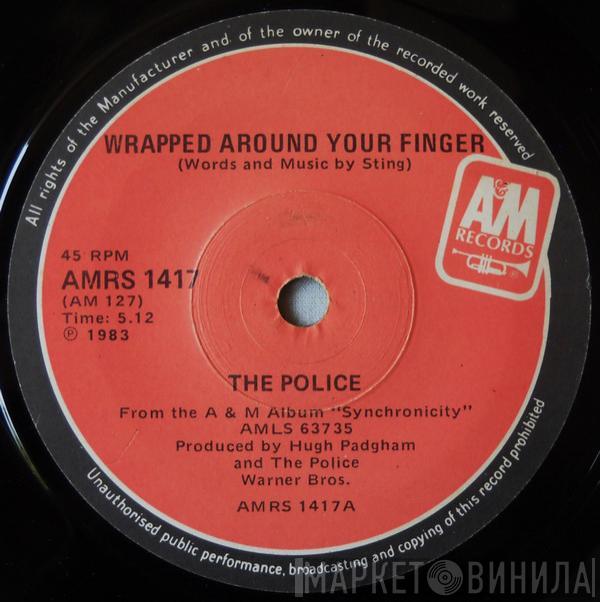 All rights of the Manufacturer and of the owner of the recorded work reserved
WRAPPED AROUND YOUR FINGER
(Words and Music by Sting)
A&M
RECORDS
℗
45 RPM
AMRS 1417
(AM 127)
Time: 5.12
℗ 1983
THE POLICE
From the A & M Album "Synchronicity"
AMLS 63735
Produced by Hugh Padgham
and The Police
Warner Bros.
AMRS 1417A
Unauthorised public performance, broadcasting and copying of this record prohibited
МАРКЕТ ВИНИЛА